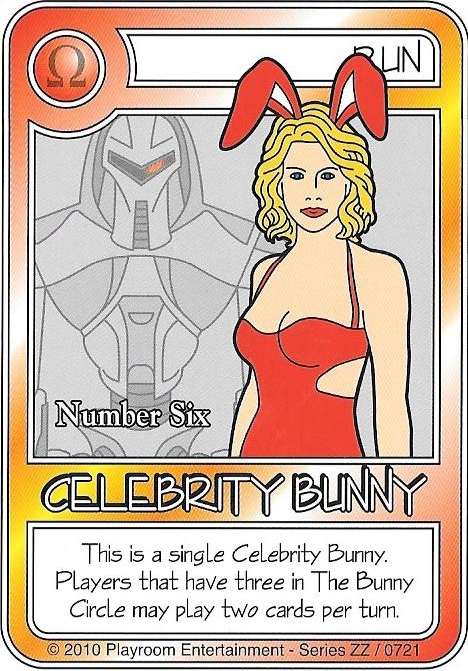 Ω
RUN
Number Six
CELEBRITY BUNNY
This is a single Celebrity Bunny.
Players that have three in The Bunny
Circle may play two cards per turn.
© 2010 Playroom Entertainment - Series ZZ / 0721